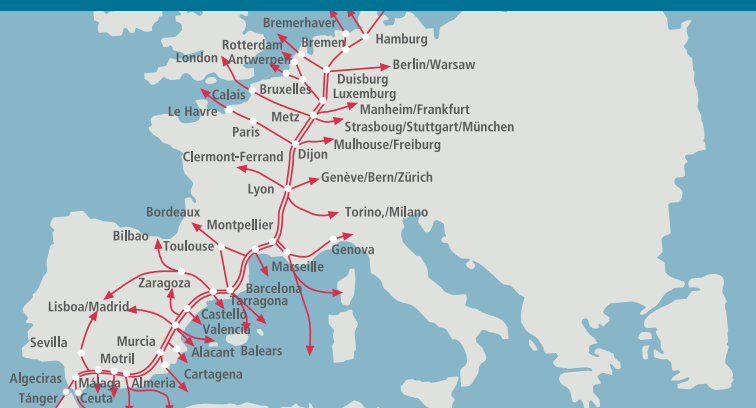 Bremerhaver
Bremen
Hamburg
Rotterdam
Antwerpen
London
Berlin/Warsaw
Duisburg
Bruxelles
Luxemburg
Calais
Le Havre
Metz
Manheim/Frankfurt
Strasboug/Stuttgart/München
Paris
Mulhouse/Freiburg
Dijon
Clermont-Ferrand
Genève/Bern/Zürich
Lyon
Torino,/Milano
Bordeaux
Montpellier
Bilbao
Toulouse
Genova
Marseille
Zaragoza
Barcelona
Tarragona
Lisboa/Madrid
Castelló
Valencia
Sevilla
Murcia
Alacant
Balears
Motril
Cartagena
Algeciras
Málaga
Almeria
Tánger
Ceuta